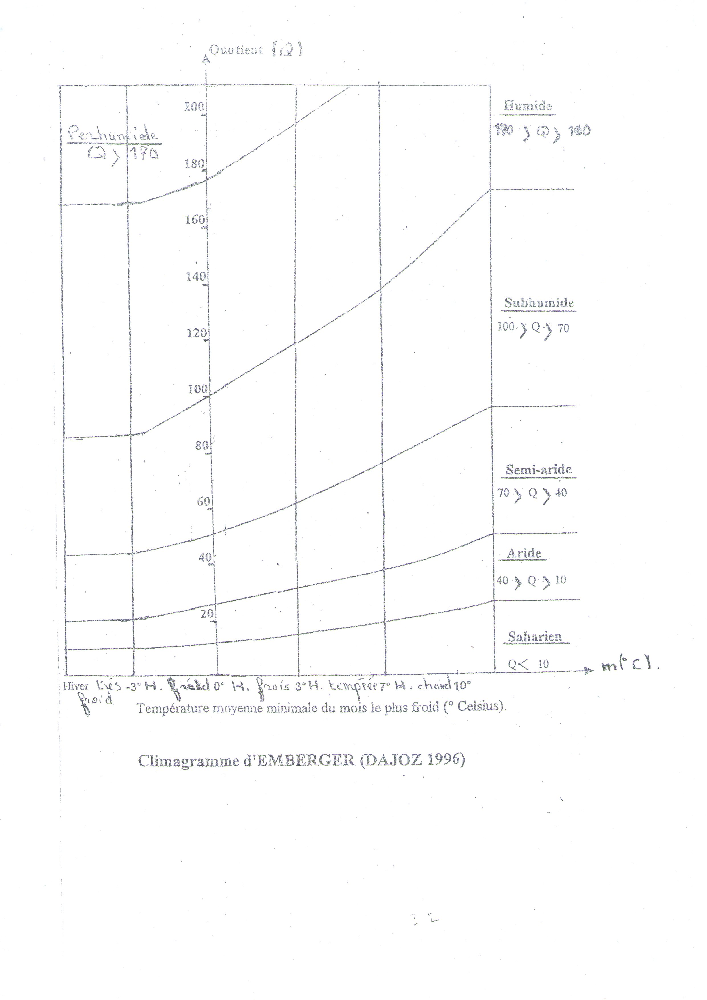 Quotient (Q)
200
180
160
140
120
100
80
60
40
20
Perhumide
Q > 170
Humide
170 > Q > 100
Subhumide
100 > Q > 70
Semi-aride
70 > Q > 40
Aride
40 > Q > 10
Saharien
Q < 10
m(°C).
Hiver très -3° H. froid 0° H. frais 3° H. tempéré 7° H. chaud 10°
froid
Température moyenne minimale du mois le plus froid (° Celsius).
Climagramme d'EMBERGER (DAJOZ 1996)